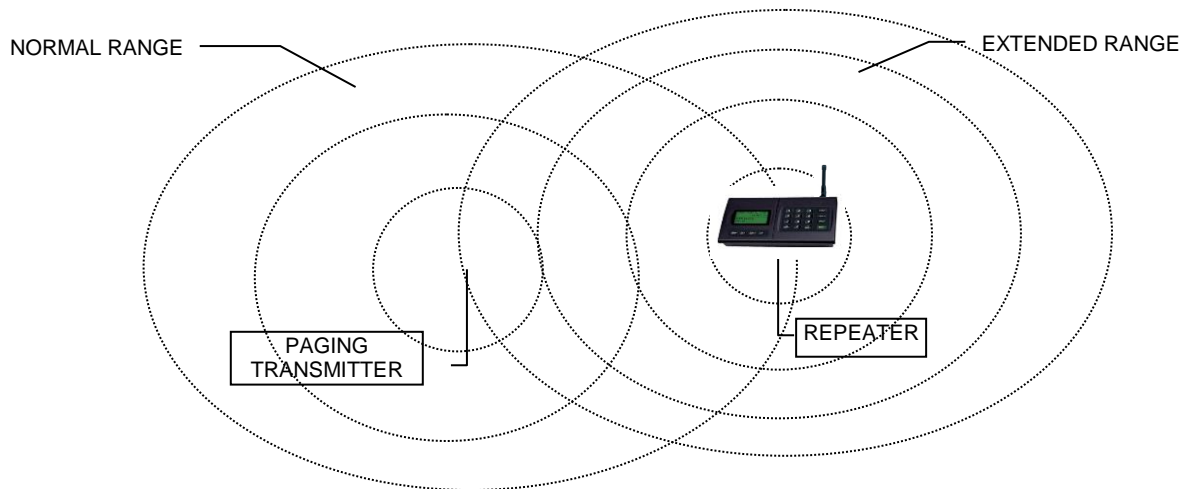 NORMAL RANGE
EXTENDED RANGE
PAGING
TRANSMITTER
REPEATER